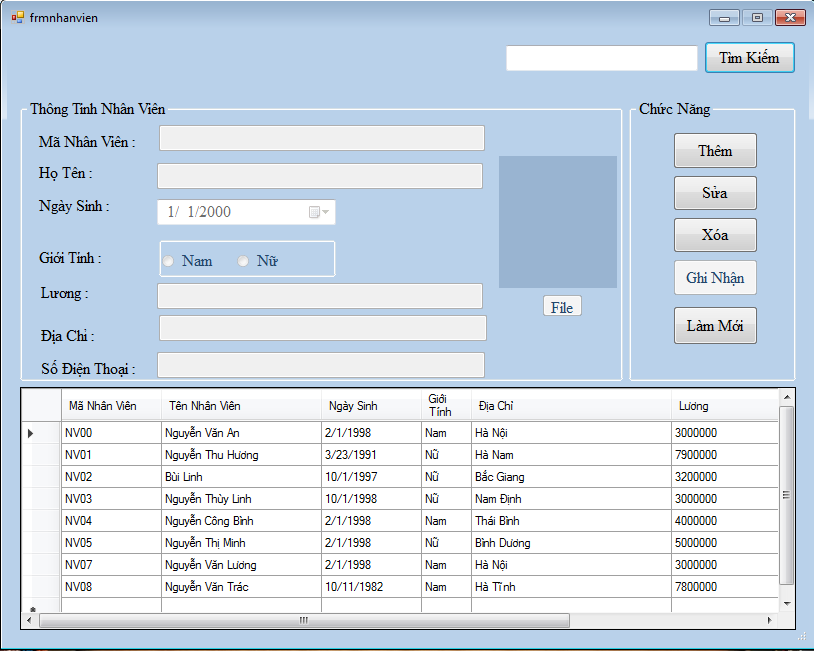 frmnhanvien
Tìm Kiếm
Thông Tinh Nhân Viên
Mã Nhân Viên :
Họ Tên :
Ngày Sinh :
1/ 1/2000
Giới Tính :
Nam Nữ
Lương :
Địa Chỉ :
Số Điện Thoại :
File
Chức Năng
Thêm
Sửa
Xóa
Ghi Nhận
Làm Mới
Mã Nhân Viên Tên Nhân Viên Ngày Sinh Giới Tính Địa Chỉ Lương
NV00 Nguyễn Văn An 2/1/1998 Nam Hà Nội 3000000
NV01 Nguyễn Thu Hương 3/23/1991 Nữ Hà Nam 7900000
NV02 Bùi Linh 10/1/1997 Nữ Bắc Giang 3200000
NV03 Nguyễn Thùy Linh 10/1/1998 Nữ Nam Định 3000000
NV04 Nguyễn Công Bình 2/1/1998 Nam Thái Bình 4000000
NV05 Nguyễn Thị Minh 2/1/1998 Nữ Bình Dương 5000000
NV07 Nguyễn Văn Lương 2/1/1998 Nam Hà Nội 3000000
NV08 Nguyễn Văn Trác 10/11/1982 Nam Hà Tĩnh 7800000